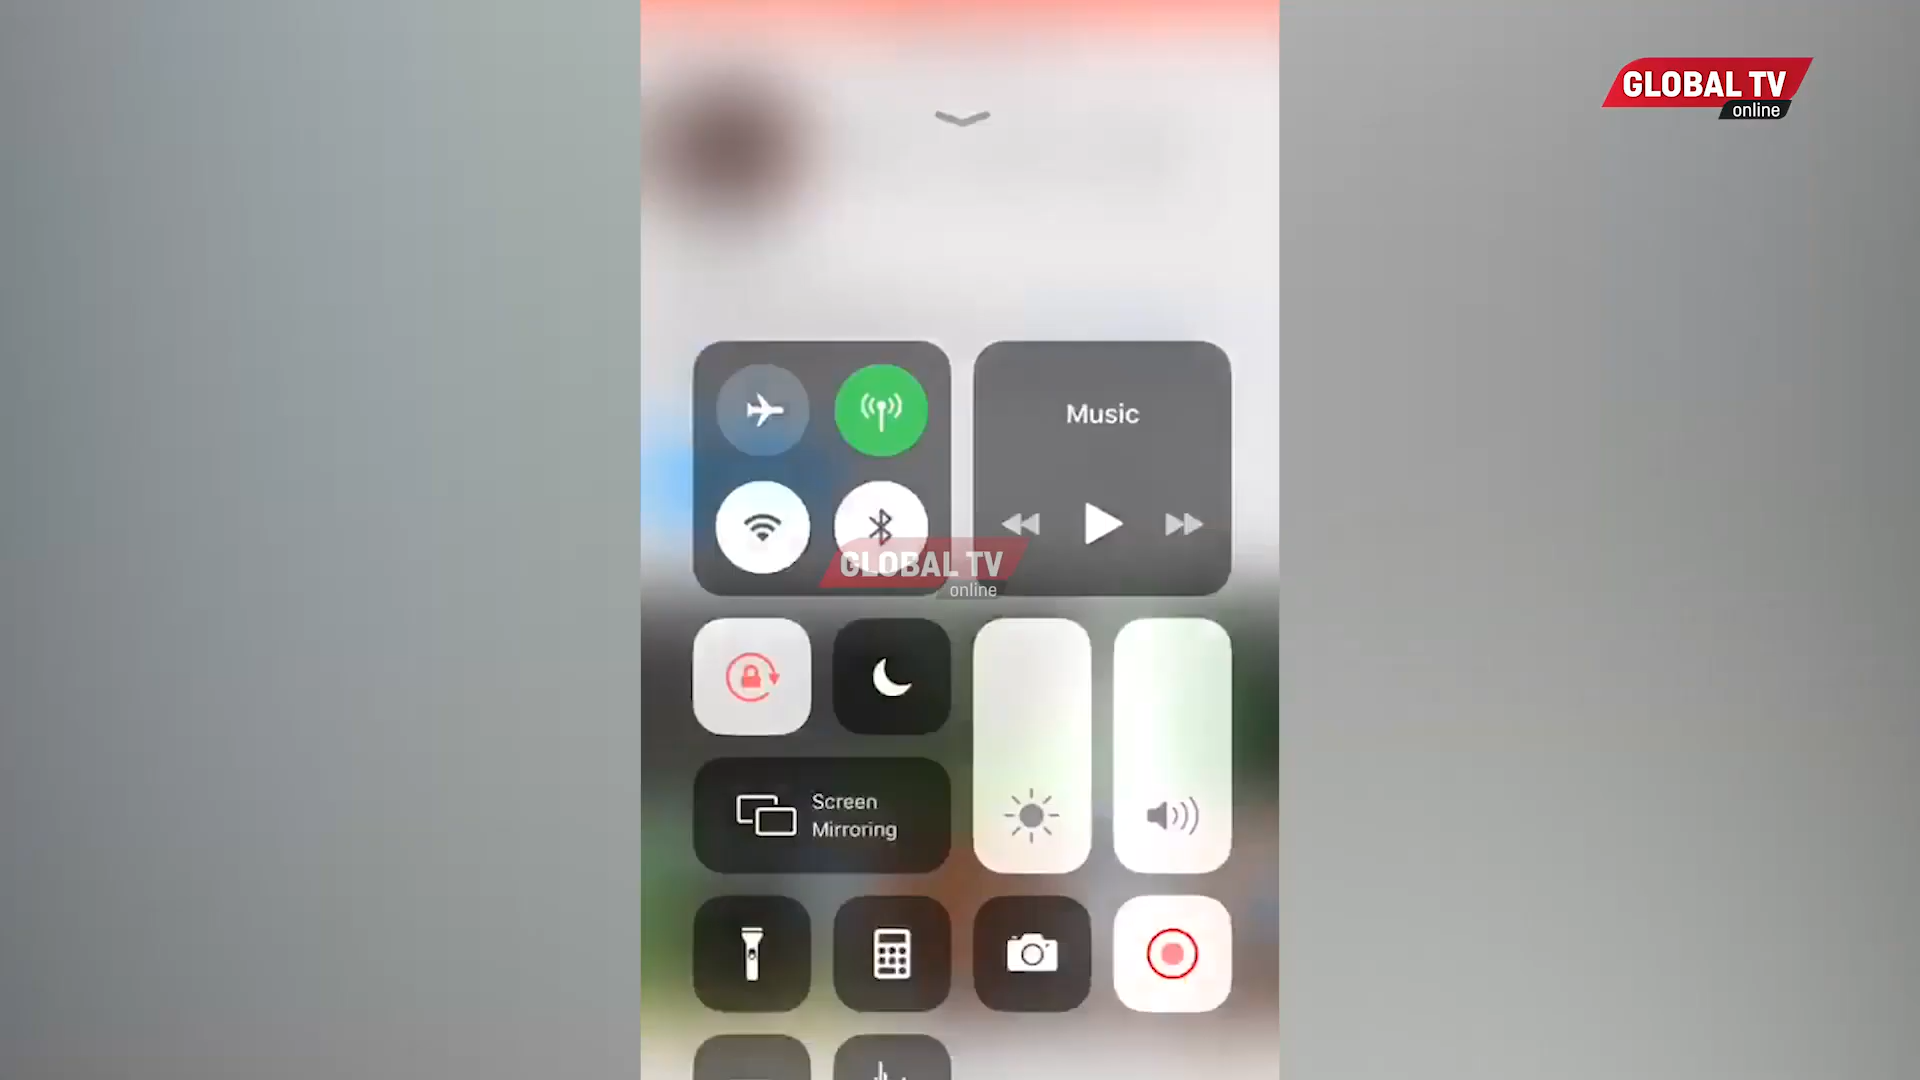 GLOBAL TV
online
Music
GLOBAL TV
online
Screen
Mirroring